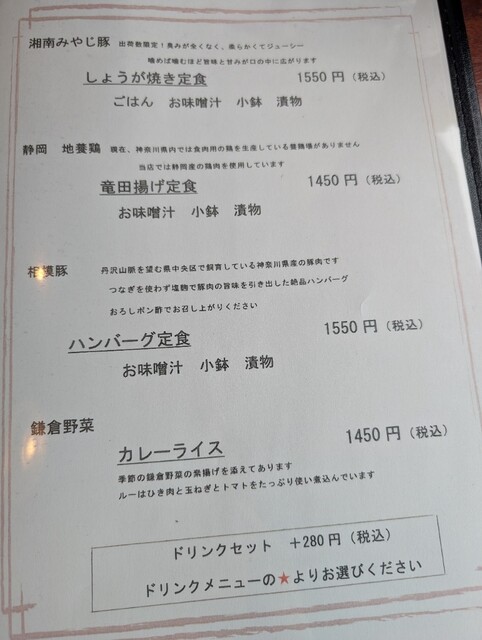 湘南みやじ豚 出荷数限定！臭みが全くなく、柔らかくてジューシー
噛めば噛むほど旨味と甘みが口の中に広がります
しょうが焼き定食 1550円（税込）
ごはん お味噌汁 小鉢 漬物
静岡 地養鶏 現在、神奈川県内では食肉用の鶏を生産している養鶏場がありません
当店では静岡産の鶏肉を使用しています
竜田揚げ定食 1450円（税込）
お味噌汁 小鉢 漬物
相模豚 丹沢山脈を望む県中央区で飼育している神奈川県産の豚肉です
つなぎを使わず塩麹で豚肉の旨味を引き出した絶品ハンバーグ
おろしポン酢でお召し上がりください
ハンバーグ定食 1550円（税込）
お味噌汁 小鉢 漬物
鎌倉野菜
カレーライス 1450円（税込）
季節の鎌倉野菜の素揚げを添えてあります
ルーはひき肉と玉ねぎとトマトをたっぷり使い煮込んでいます
ドリンクセット ＋280円（税込）
ドリンクメニューの★よりお選びください